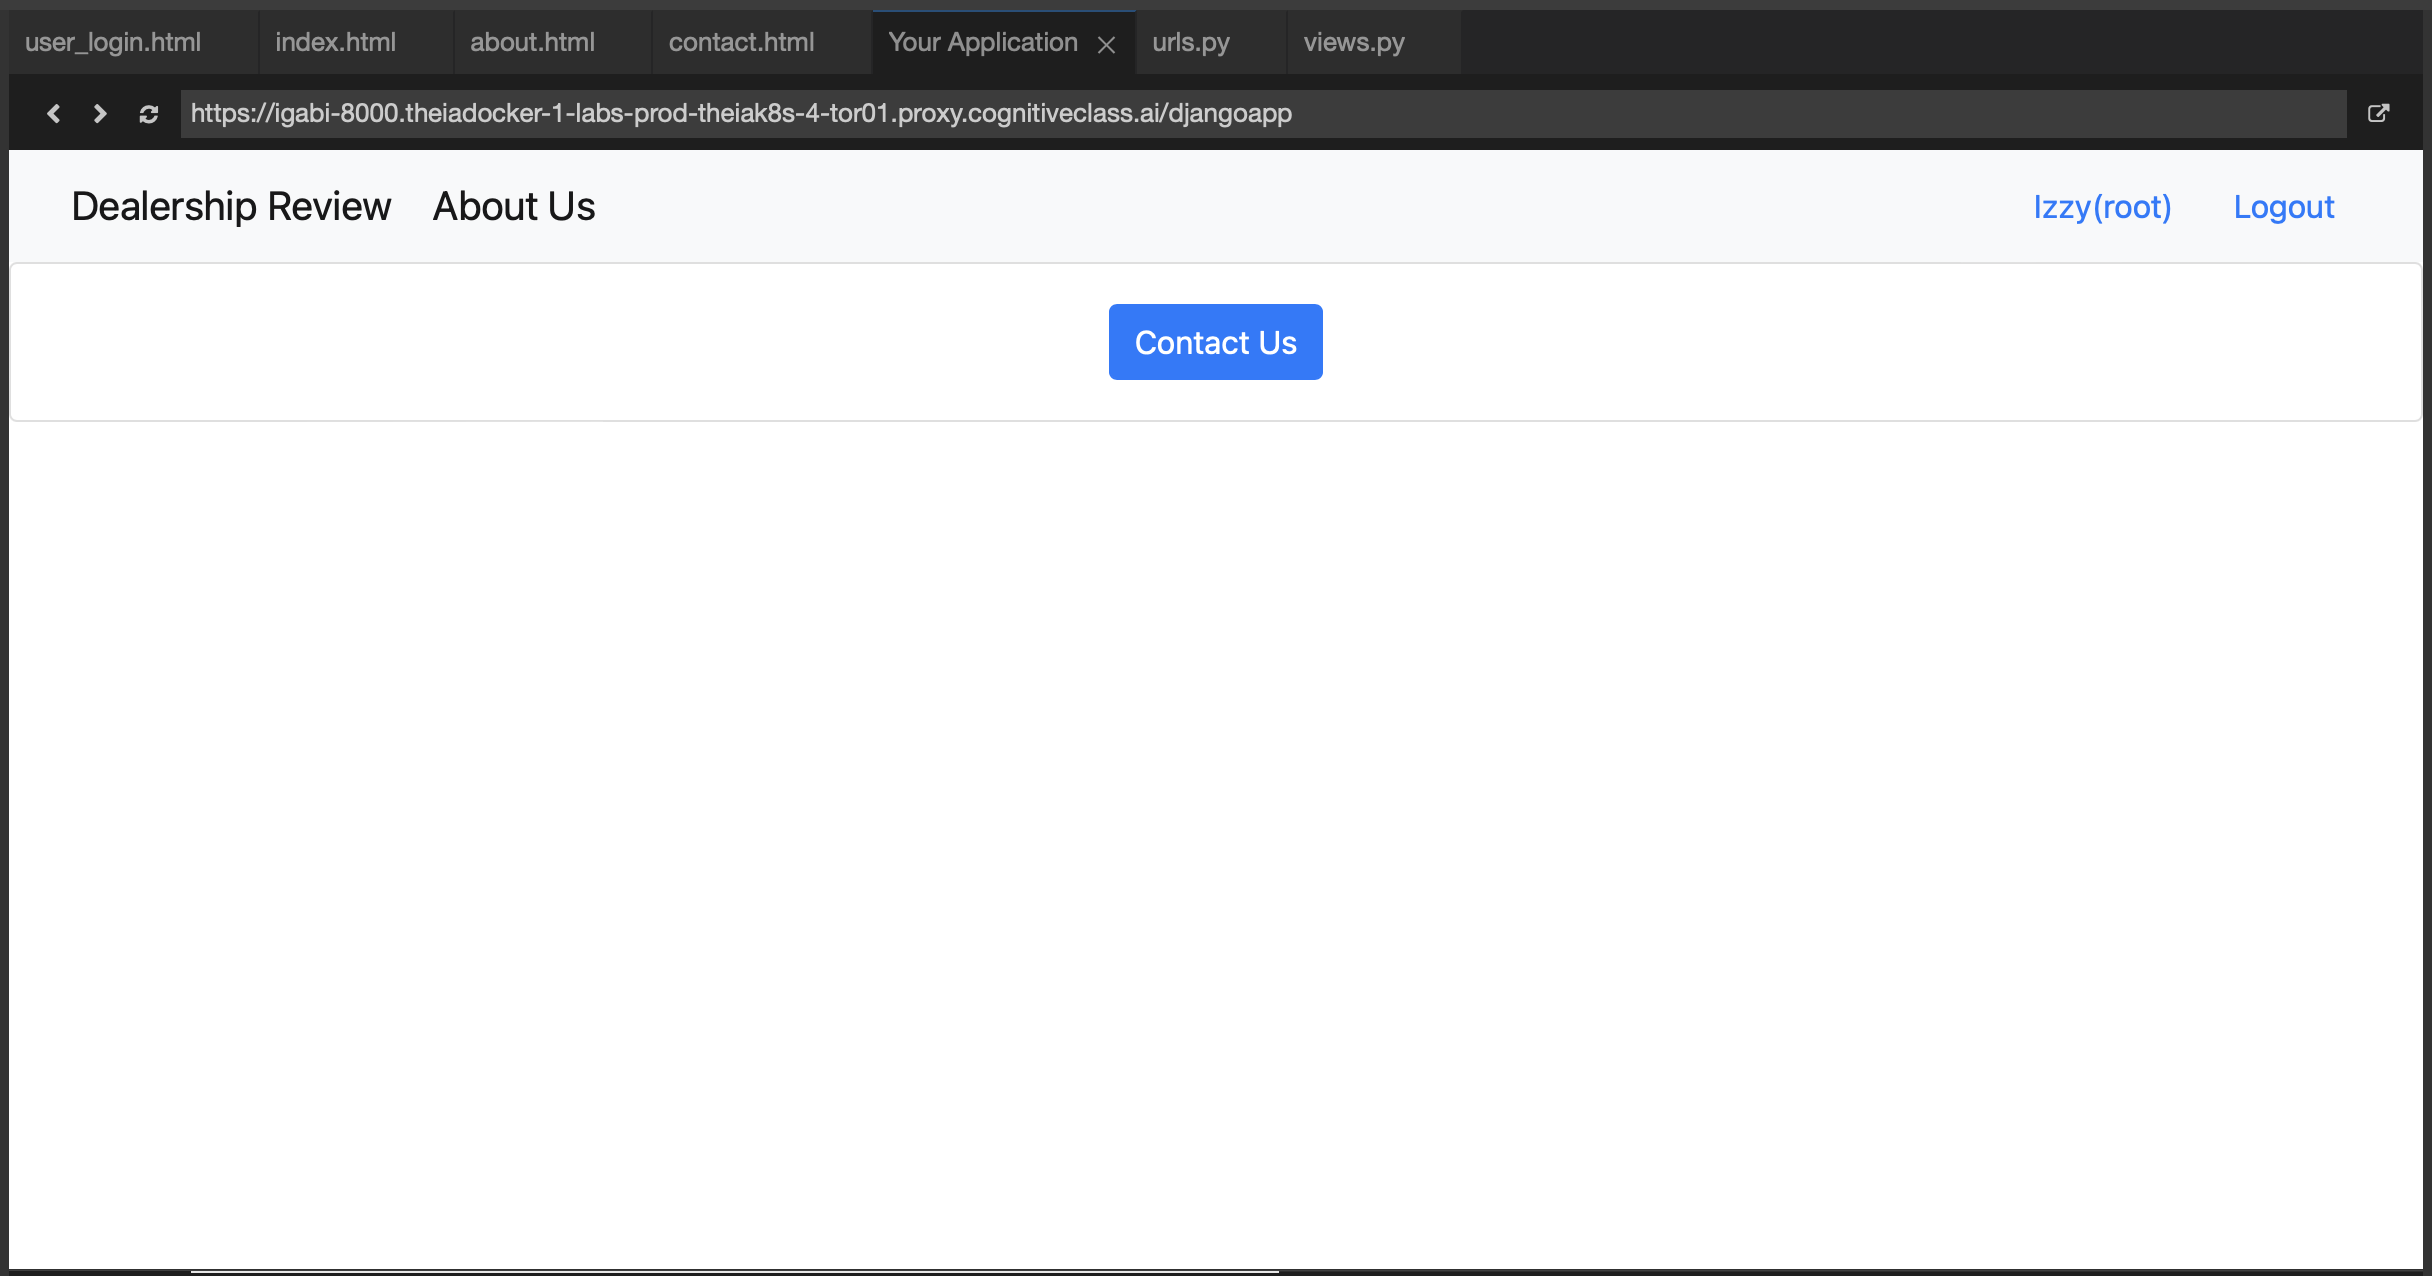 user_login.html index.html about.html contact.html Your Application urls.py views.py
https://igabi-8000.theiadocker-1-labs-prod-theiak8s-4-tor01.proxy.cognitiveclass.ai/djangoapp
Dealership Review About Us Izzy(root) Logout
Contact Us